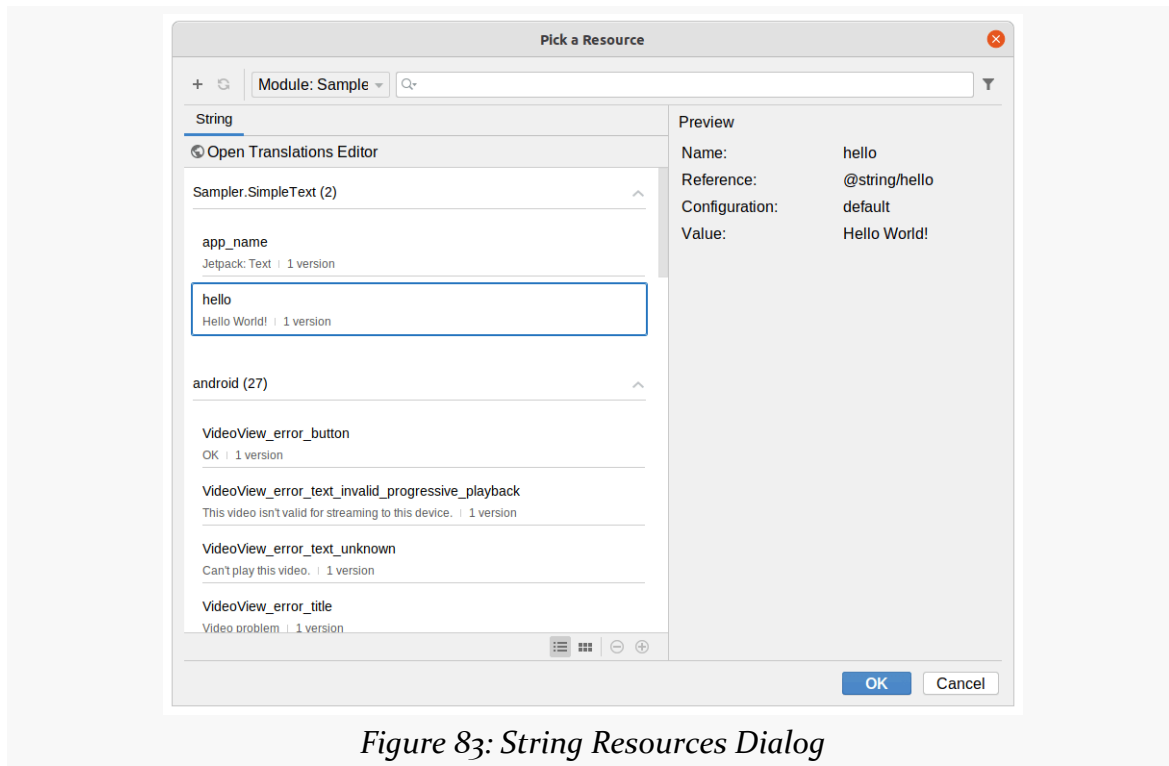 Pick a Resource
Module: Sample
String
Open Translations Editor
Sampler.SimpleText (2)
app_name
Jetpack: Text | 1 version
hello
Hello World! | 1 version
android (27)
VideoView_error_button
OK | 1 version
VideoView_error_text_invalid_progressive_playback
This video isn't valid for streaming to this device. | 1 version
VideoView_error_text_unknown
Can't play this video. | 1 version
VideoView_error_title
Video problem | 1 version
Preview
Name: hello
Reference: @string/hello
Configuration: default
Value: Hello World!
OK Cancel
Figure 83: String Resources Dialog